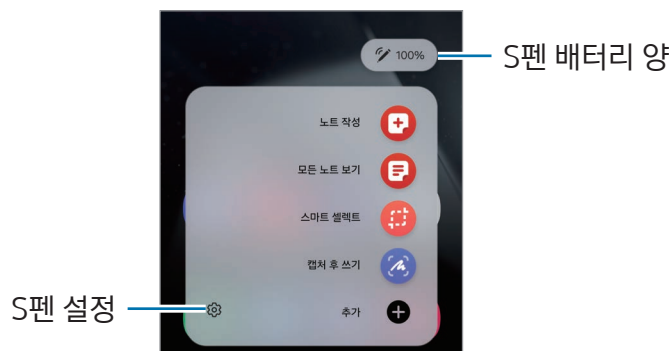 100%
S펜 배터리 양
노트 작성
모든 노트 보기
스마트 셀렉트
캡처 후 쓰기
S펜 설정
추가